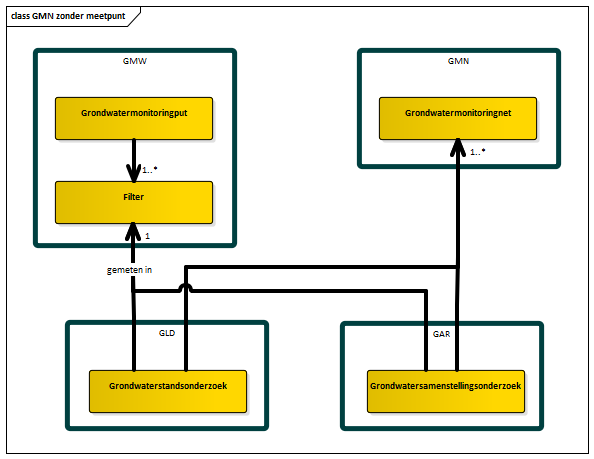 class GMN zonder meetpunt
GMW
GMN
Grondwatermonitoringput
Grondwatermonitoringnet
1..*
1..*
Filter
1
gemeten in
GLD
GAR
Grondwaterstandsonderzoek
Grondwatersamenstellingsonderzoek